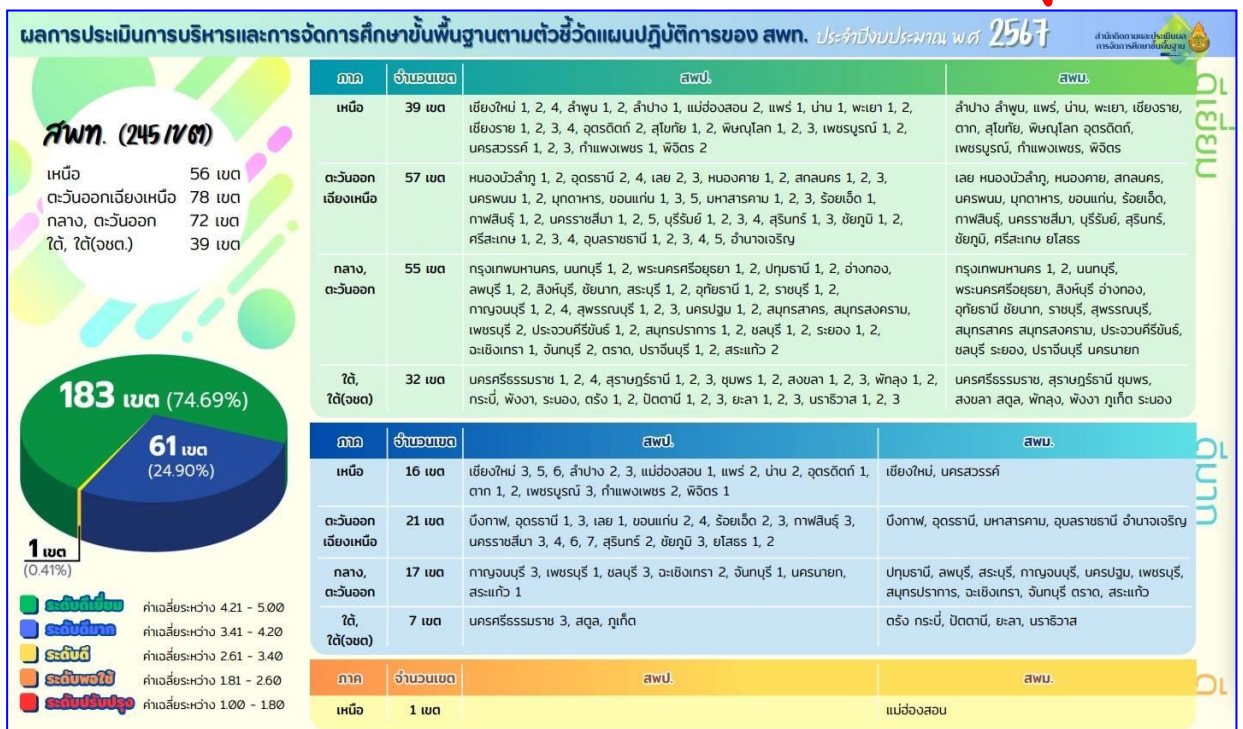 ผลการประเมินการบริหารและการจัดการศึกษาขั้นพื้นฐานตามตัวชี้วัดแผนปฏิบัติการของ สพท. ประจำปีงบประมาณ พ.ศ 2567
สำนักติดตามและประเมินผล
การจัดการศึกษาขั้นพื้นฐาน
สพท. (245 เขต)
เหนือ 56 เขต
ตะวันออกเฉียงเหนือ 78 เขต
กลาง, ตะวันออก 72 เขต
ใต้, ใต้(จชต.) 39 เขต
183 เขต (74.69%)
61 เขต
(24.90%)
1 เขต
(0.41%)
ระดับดีเยี่ยม ค่าเฉลี่ยระหว่าง 4.21 - 5.00
ระดับดีมาก ค่าเฉลี่ยระหว่าง 3.41 - 4.20
ระดับดี ค่าเฉลี่ยระหว่าง 2.61 - 3.40
ระดับพอใช้ ค่าเฉลี่ยระหว่าง 1.81 - 2.60
ระดับปรับปรุง ค่าเฉลี่ยระหว่าง 1.00 - 1.80
ภาค จำนวนเขต สพป. สพม.
ดีเยี่ยม
เหนือ 39 เขต เชียงใหม่ 1, 2, 4, ลำพูน 1, 2, ลำปาง 1, แม่ฮ่องสอน 2, แพร่ 1, น่าน 1, พะเยา 1, 2, ลำปาง ลำพูน, แพร่, น่าน, พะเยา, เชียงราย,
เชียงราย 1, 2, 3, 4, อุตรดิตถ์ 2, สุโขทัย 1, 2, พิษณุโลก 1, 2, 3, เพชรบูรณ์ 1, 2, ตาก, สุโขทัย, พิษณุโลก อุตรดิตถ์,
นครสวรรค์ 1, 2, 3, กำแพงเพชร 1, พิจิตร 2 เพชรบูรณ์, กำแพงเพชร, พิจิตร
ตะวันออก 57 เขต หนองบัวลำภู 1, 2, อุดรธานี 2, 4, เลย 2, 3, หนองคาย 1, 2, สกลนคร 1, 2, 3, เลย หนองบัวลำภู, หนองคาย, สกลนคร,
เฉียงเหนือ นครพนม 1, 2, มุกดาหาร, ขอนแก่น 1, 3, 5, มหาสารคาม 1, 2, 3, ร้อยเอ็ด 1, นครพนม, มุกดาหาร, ขอนแก่น, ร้อยเอ็ด,
กาฬสินธุ์ 1, 2, นครราชสีมา 1, 2, 5, บุรีรัมย์ 1, 2, 3, 4, สุรินทร์ 1, 3, ชัยภูมิ 1, 2, กาฬสินธุ์, นครราชสีมา, บุรีรัมย์, สุรินทร์,
ศรีสะเกษ 1, 2, 3, 4, อุบลราชธานี 1, 2, 3, 4, 5, อำนาจเจริญ ชัยภูมิ, ศรีสะเกษ ยโสธร
กลาง, 55 เขต กรุงเทพมหานคร, นนทบุรี 1, 2, พระนครศรีอยุธยา 1, 2, ปทุมธานี 1, 2, อ่างทอง, กรุงเทพมหานคร 1, 2, นนทบุรี,
ตะวันออก ลพบุรี 1, 2, สิงห์บุรี, ชัยนาท, สระบุรี 1, 2, อุทัยธานี 1, 2, ราชบุรี 1, 2, พระนครศรีอยุธยา, สิงห์บุรี อ่างทอง,
กาญจนบุรี 1, 2, 4, สุพรรณบุรี 1, 2, 3, นครปฐม 1, 2, สมุทรสาคร, สมุทรสงคราม, อุทัยธานี ชัยนาท, ราชบุรี, สุพรรณบุรี,
เพชรบุรี 2, ประจวบคีรีขันธ์ 1, 2, สมุทรปราการ 1, 2, ชลบุรี 1, 2, ระยอง 1, 2, สมุทรสาคร สมุทรสงคราม, ประจวบคีรีขันธ์,
ฉะเชิงเทรา 1, จันทบุรี 2, ตราด, ปราจีนบุรี 1, 2, สระแก้ว 2 ชลบุรี ระยอง, ปราจีนบุรี นครนายก
ใต้, 32 เขต นครศรีธรรมราช 1, 2, 4, สุราษฎร์ธานี 1, 2, 3, ชุมพร 1, 2, สงขลา 1, 2, 3, พัทลุง 1, 2, นครศรีธรรมราช, สุราษฎร์ธานี ชุมพร,
ใต้(จชต) กระบี่, พังงา, ระนอง, ตรัง 1, 2, ปัตตานี 1, 2, 3, ยะลา 1, 2, 3, นราธิวาส 1, 2, 3 สงขลา สตูล, พัทลุง, พังงา ภูเก็ต ระนอง
ภาค จำนวนเขต สพป. สพม.
ดีมาก
เหนือ 16 เขต เชียงใหม่ 3, 5, 6, ลำปาง 2, 3, แม่ฮ่องสอน 1, แพร่ 2, น่าน 2, อุตรดิตถ์ 1, เชียงใหม่, นครสวรรค์
ตาก 1, 2, เพชรบูรณ์ 3, กำแพงเพชร 2, พิจิตร 1
ตะวันออก 21 เขต บึงกาฬ, อุดรธานี 1, 3, เลย 1, ขอนแก่น 2, 4, ร้อยเอ็ด 2, 3, กาฬสินธุ์ 3, บึงกาฬ, อุดรธานี, มหาสารคาม, อุบลราชธานี อำนาจเจริญ
เฉียงเหนือ นครราชสีมา 3, 4, 6, 7, สุรินทร์ 2, ชัยภูมิ 3, ยโสธร 1, 2
กลาง, 17 เขต กาญจนบุรี 3, เพชรบุรี 1, ชลบุรี 3, ฉะเชิงเทรา 2, จันทบุรี 1, นครนายก, ปทุมธานี, ลพบุรี, สระบุรี, กาญจนบุรี, นครปฐม, เพชรบุรี,
ตะวันออก สระแก้ว 1 สมุทรปราการ, ฉะเชิงเทรา, จันทบุรี ตราด, สระแก้ว
ใต้, 7 เขต นครศรีธรรมราช 3, สตูล, ภูเก็ต ตรัง กระบี่, ปัตตานี, ยะลา, นราธิวาส
ใต้(จชต)
ภาค จำนวนเขต สพป. สพม.
ดี
เหนือ 1 เขต แม่ฮ่องสอน